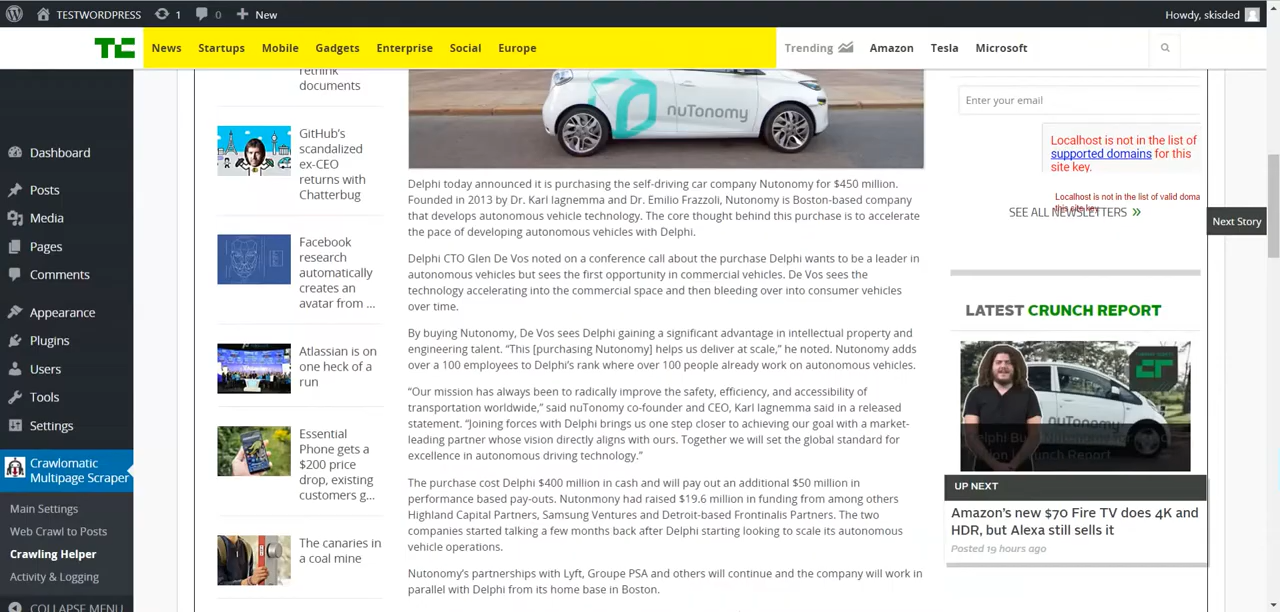 TESTWORDPRESS
1
0
New
Howdy, skisded
TC
News
Startups
Mobile
Gadgets
Enterprise
Social
Europe
Trending
Amazon
Tesla
Microsoft
Dashboard
Posts
Media
Pages
Comments
Appearance
Plugins
Users
Tools
Settings
Crawlomatic
Multipage Scraper
Main Settings
Web Crawl to Posts
Crawling Helper
Activity & Logging
COLLAPSE MENU
rethink
documents
GitHub's
scandalized
ex-CEO
returns with
Chatterbug
Facebook
research
automatically
creates an
avatar from ...
Atlassian is on
one heck of a
run
Essential
Phone gets a
$200 price
drop, existing
customers g...
The canaries in
a coal mine
nuTonomy
Delphi today announced it is purchasing the self-driving car company Nutonomy for $450 million.
Founded in 2013 by Dr. Karl Iagnemma and Dr. Emilio Frazzoli, Nutonomy is Boston-based company
that develops autonomous vehicle technology. The core thought behind this purchase is to accelerate
the pace of developing autonomous vehicles with Delphi.
Delphi CTO Glen De Vos noted on a conference call about the purchase Delphi wants to be a leader in
autonomous vehicles but sees the first opportunity in commercial vehicles. De Vos sees the
technology accelerating into the commercial space and then bleeding over into consumer vehicles
over time.
By buying Nutonomy, De Vos sees Delphi gaining a significant advantage in intellectual property and
engineering talent. “This [purchasing Nutonomy] helps us deliver at scale,” he noted. Nutonomy adds
over a 100 employees to Delphi’s rank where over 100 people already work on autonomous vehicles.
“Our mission has always been to radically improve the safety, efficiency, and accessibility of
transportation worldwide,” said nuTonomy co-founder and CEO, Karl Iagnemma said in a released
statement. “Joining forces with Delphi brings us one step closer to achieving our goal with a market-
leading partner whose vision directly aligns with ours. Together we will set the global standard for
excellence in autonomous driving technology.”
The purchase cost Delphi $400 million in cash and will pay out an additional $50 million in
performance based pay-outs. Nutonmony had raised $19.6 million in funding from among others
Highland Capital Partners, Samsung Ventures and Detroit-based Frontinalis Partners. The two
companies started talking a few months back after Delphi starting looking to scale its autonomous
vehicle operations.
Nutonomy’s partnerships with Lyft, Groupe PSA and others will continue and the company will work in
parallel with Delphi from its home base in Boston.
Enter your email
Localhost is not in the list of
supported domains for this
site key.
Localhost is not in the list of valid doma
SEE ALL NEWSLETTERS »
Next Story
LATEST CRUNCH REPORT
UP NEXT
Amazon's new $70 Fire TV does 4K and
HDR, but Alexa still sells it
Posted 19 hours ago